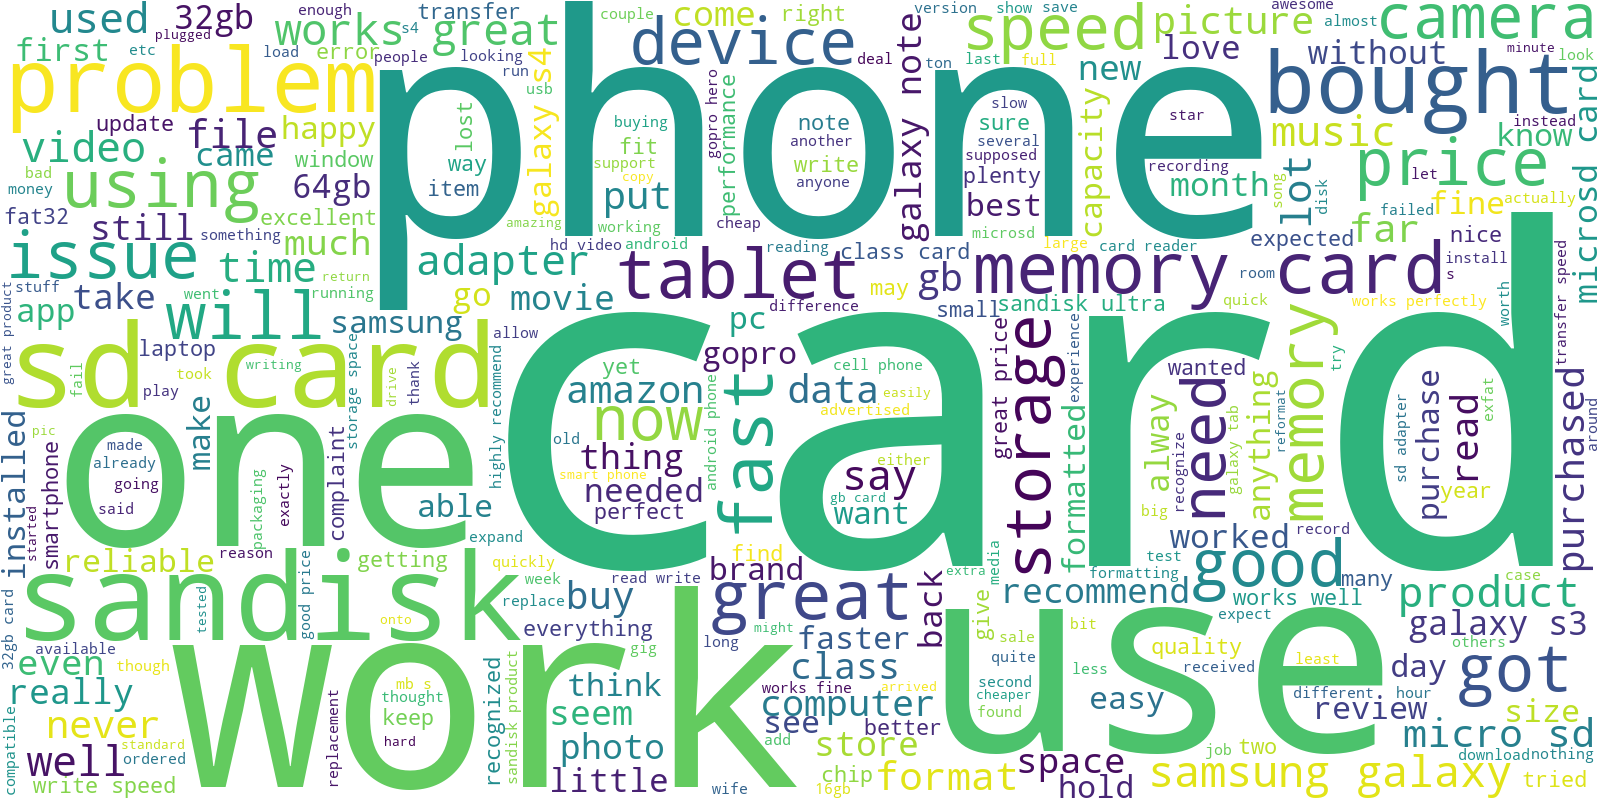 used 32gb
enough
transfer
couple
come right
version show save
awesome
almost
camera
plugged
works great
s4
device
speed picture
first
etc load error people looking
run
usb
deal
ton last full
new
love
without
minute
look
problem
phone
bought
galaxy s4
galaxy note
gopro hero
performance
lost
buying
note
another
write
anyone
slow
several
sure
supposed
plenty
best
star
recording
month
capacity
music
lot
song
disk
instead
know
microsd card
update file happy
video came window
bad
money
using 64gb
way
item
fit
support
copy
put
price
let
failed fine actually
fat32 still excellent
something much
amazing
working
android
cheap
microsd
hd video
reading
class card
large
card reader
expected far nice
issue time
return
adapter
tablet
gb memory card
install
s
stuff
take
went
running
go movie
difference
may
small
sandisk ultra
room
quick
works perfectly
worth
transfer speed
great product
app will samsung
allow
pc
gopro
cell phone
easily
advertised
sd card
laptop
took
play
writing
fail
storage space
drive
thank
highly recommend
yet
amazon data
now
fast
android phone
card
great price
storage
experience
formatted
wanted
need
anything
always
memory
try
reformat
galaxy tab
recognize
big
purchase
sd adapter
read
exfat
year
purchased
around
pic
made
already
going
said
one
make
packaging
exactly
complaint
able
expand
old
thing
smart phone
needed
perfect
either
say
gb card
want
installed
started
smartphone
reliable
reason
getting
quickly
find
brand
extra
media
test
worked record
formatting
good many
case
32gb card
sandisk
tested
good price
week
replace
read write
buy
great
back
recommend
works well
expect
product
everything
onto
long
might
faster
give
sale
quite
bit
less
quality
received
least
galaxy s3
others
available
even though
really
never
standard
well ordered
write speed
compatible
work
mb s
thought
keep
hard
replacement
recognized
sandisk product
gig
think
seem
photo
little
wife
works fine
arrived
class
computer
see better
add
store
chip
16gb
format
second
cheaper
found
use
easy
different hour
day got
review size
micro sd
job two
download nothing
space
hold
samsung galaxy tried